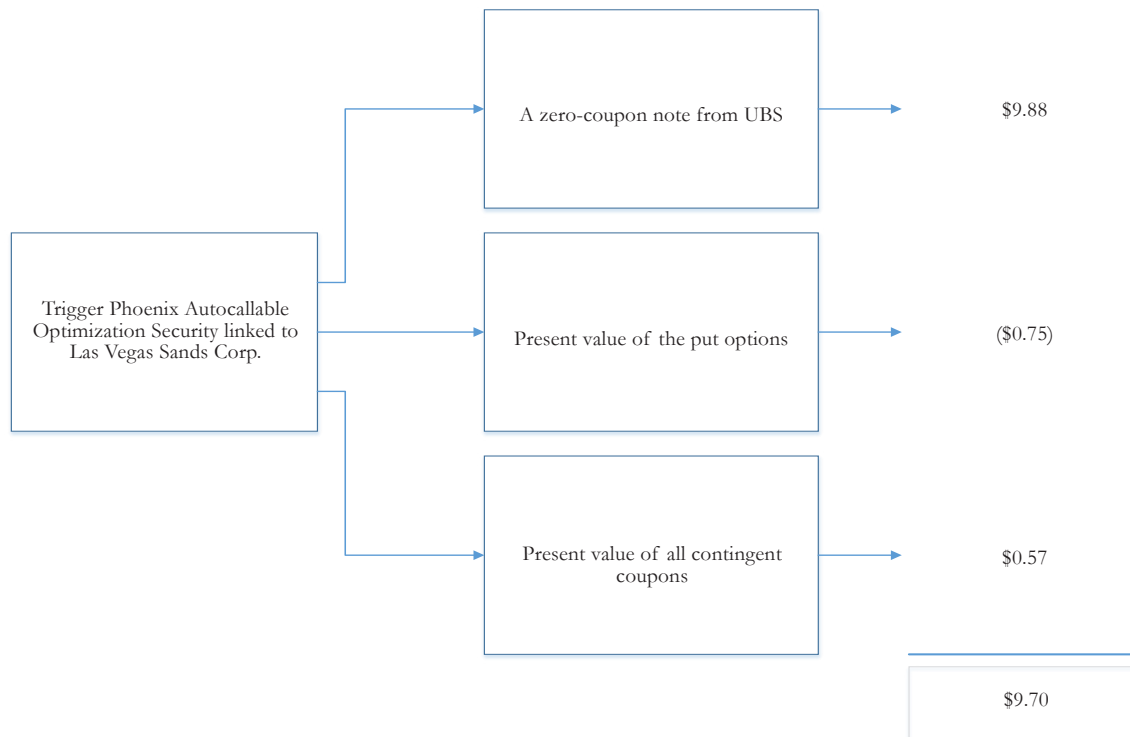 A zero-coupon note from UBS
$9.88
Trigger Phoenix Autocallable
Optimization Security linked to
Las Vegas Sands Corp.
Present value of the put options
($0.75)
Present value of all contingent
coupons
$0.57
$9.70